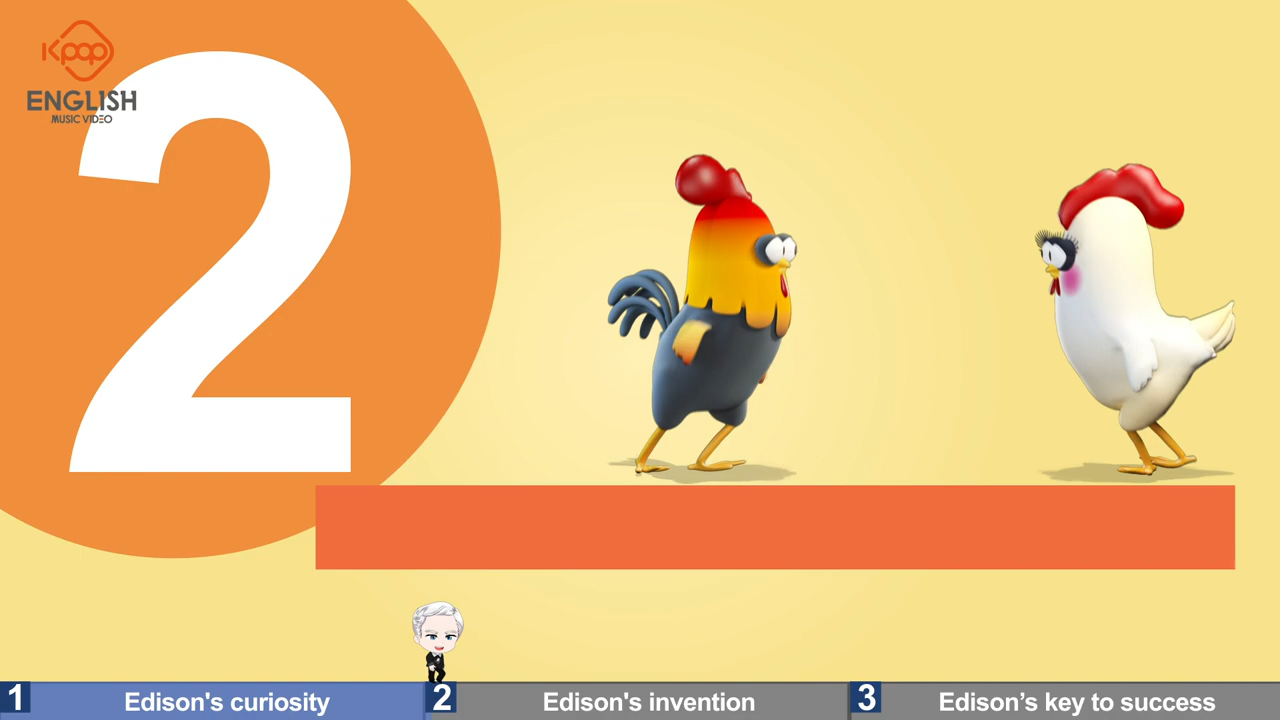 Kpop
ENGLISH
MUSIC VIDEO
2
1 Edison's curiosity
2 Edison's invention
3 Edison’s key to success